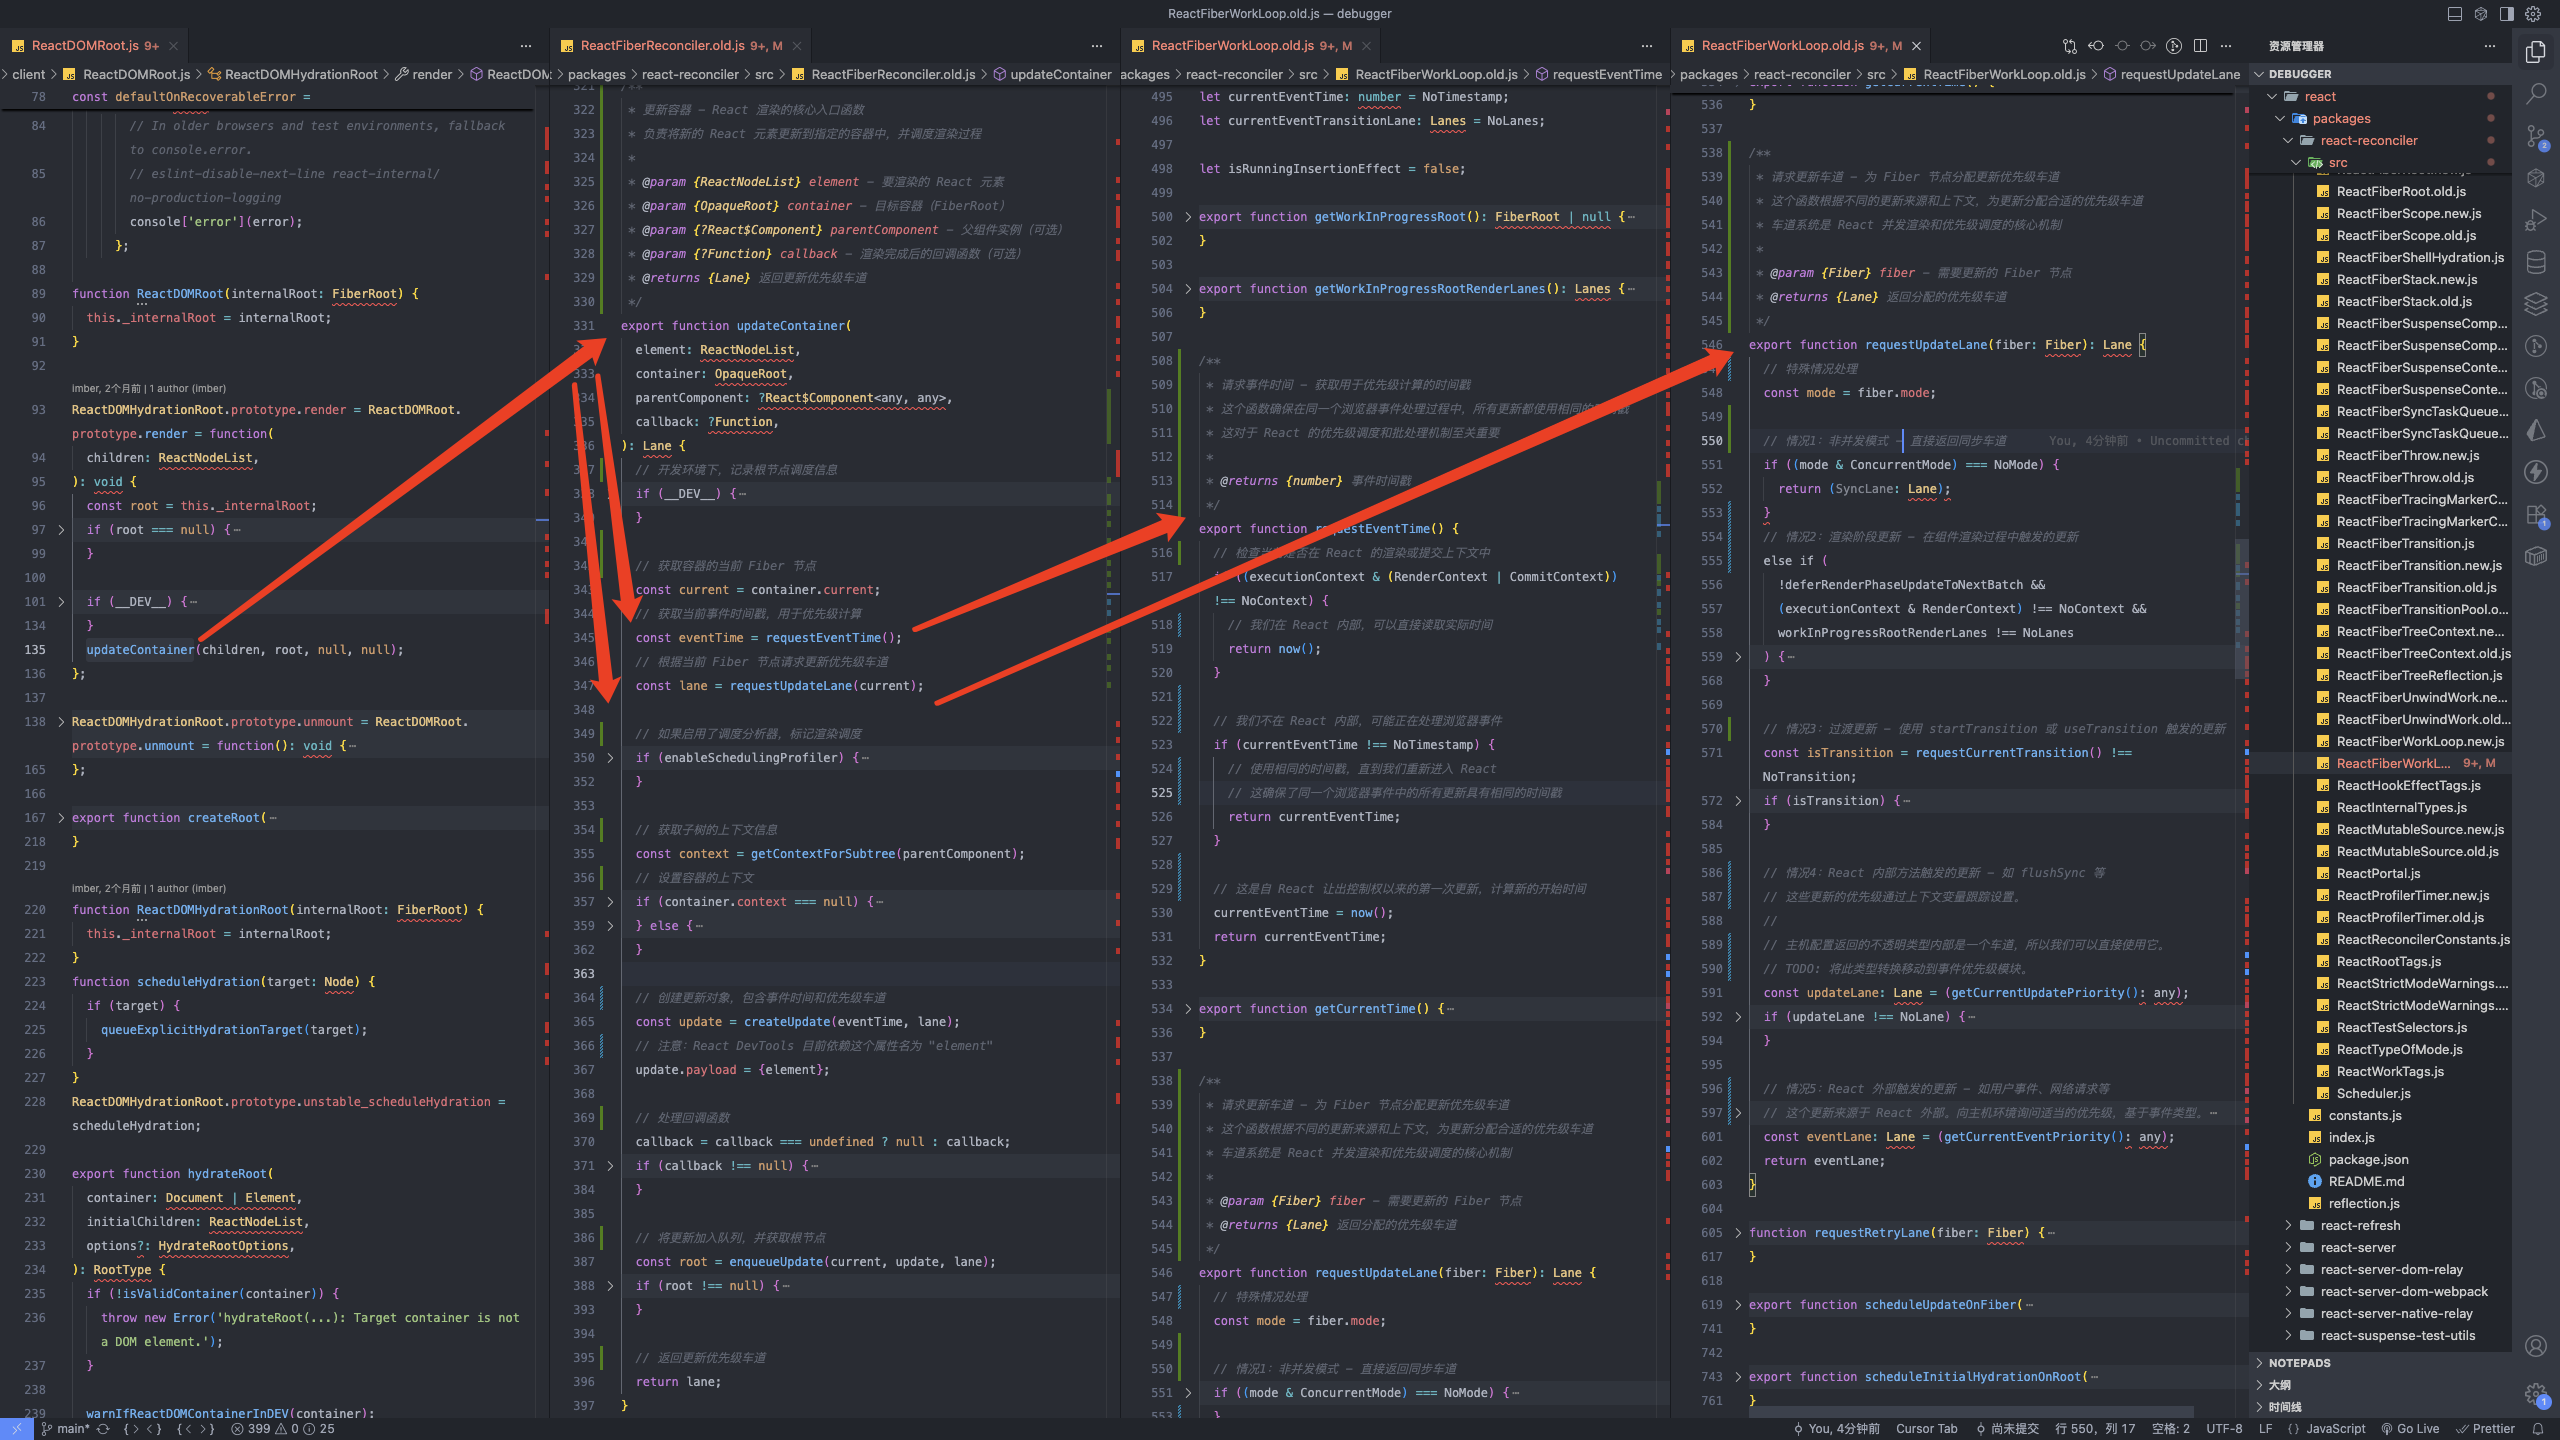 ReactFiberWorkLoop.old.js — debugger
ReactDOMRoot.js 9+
client > ReactDOMRoot.js > ReactDOMHydrationRoot > render > ReactDOM
78 const defaultOnRecoverableError =
84 // In older browsers and test environments, fallback
to console.error.
85 // eslint-disable-next-line react-internal/
no-production-logging
86 console['error'](error);
87 };
88
89 function ReactDOMRoot(internalRoot: FiberRoot) {
90 this._internalRoot = internalRoot;
91 }
92
imber, 2个月前 | 1 author (imber)
93 ReactDOMHydrationRoot.prototype.render = ReactDOMRoot.
prototype.render = function(
94 children: ReactNodeList,
95 ): void {
96 const root = this._internalRoot;
97 if (root === null) {⋯
99 }
100
101 if (__DEV__) {⋯
134 }
135 updateContainer(children, root, null, null);
136 };
137
138 ReactDOMHydrationRoot.prototype.unmount = ReactDOMRoot.
prototype.unmount = function(): void {⋯
165 };
166
167 export function createRoot(⋯
218 }
219
imber, 2个月前 | 1 author (imber)
220 function ReactDOMHydrationRoot(internalRoot: FiberRoot) {
221 this._internalRoot = internalRoot;
222 }
223 function scheduleHydration(target: Node) {
224 if (target) {
225 queueExplicitHydrationTarget(target);
226 }
227 }
228 ReactDOMHydrationRoot.prototype.unstable_scheduleHydration =
scheduleHydration;
229
230 export function hydrateRoot(
231 container: Document | Element,
232 initialChildren: ReactNodeList,
233 options?: HydrateRootOptions,
234 ): RootType {
235 if (!isValidContainer(container)) {
236 throw new Error('hydrateRoot(...): Target container is not
a DOM element.');
237 }
238
239 warnIfReactDOMContainerInDEV(container);
ReactFiberReconciler.old.js 9+, M
packages > react-reconciler > src > ReactFiberReconciler.old.js > updateContainer
321 /**
322 * 更新容器 - React 渲染的核心入口函数
323 * 负责将新的 React 元素更新到指定的容器中，并调度渲染过程
324 *
325 * @param {ReactNodeList} element - 要渲染的 React 元素
326 * @param {OpaqueRoot} container - 目标容器（FiberRoot）
327 * @param {?React$Component} parentComponent - 父组件实例（可选）
328 * @param {?Function} callback - 渲染完成后的回调函数（可选）
329 * @returns {Lane} 返回更新优先级车道
330 */
331 export function updateContainer(
element: ReactNodeList,
333 container: OpaqueRoot,
334 parentComponent: ?React$Component<any, any>,
335 callback: ?Function,
336 ): Lane {
// 开发环境下，记录根节点调度信息
if (__DEV__) {⋯
}
// 获取容器的当前 Fiber 节点
const current = container.current;
344 // 获取当前事件时间戳，用于优先级计算
345 const eventTime = requestEventTime();
346 // 根据当前 Fiber 节点请求更新优先级车道
347 const lane = requestUpdateLane(current);
348
349 // 如果启用了调度分析器，标记渲染调度
350 if (enableSchedulingProfiler) {⋯
352 }
353
354 // 获取子树的上下文信息
355 const context = getContextForSubtree(parentComponent);
356 // 设置容器的上下文
357 if (container.context === null) {⋯
359 } else {⋯
362 }
363
364 // 创建更新对象，包含事件时间和优先级车道
365 const update = createUpdate(eventTime, lane);
366 // 注意：React DevTools 目前依赖这个属性名为 "element"
367 update.payload = {element};
368
369 // 处理回调函数
370 callback = callback === undefined ? null : callback;
371 if (callback !== null) {⋯
384 }
385
386 // 将更新加入队列，并获取根节点
387 const root = enqueueUpdate(current, update, lane);
388 if (root !== null) {⋯
393 }
394
395 // 返回更新优先级车道
396 return lane;
397 }
ReactFiberWorkLoop.old.js 9+, M
ackages > react-reconciler > src > ReactFiberWorkLoop.old.js > requestEventTime
495 let currentEventTime: number = NoTimestamp;
496 let currentEventTransitionLane: Lanes = NoLanes;
497
498 let isRunningInsertionEffect = false;
499
500 export function getWorkInProgressRoot(): FiberRoot | null {⋯
502 }
503
504 export function getWorkInProgressRootRenderLanes(): Lanes {⋯
506 }
507
508 /**
509 * 请求事件时间 - 获取用于优先级计算的时间戳
510 * 这个函数确保在同一个浏览器事件处理过程中，所有更新都使用相同的
511 * 这对于 React 的优先级调度和批处理机制至关重要
512 *
513 * @returns {number} 事件时间戳
514 */
export function requestEventTime() {
516 // 检查当 是否在 React 的渲染或提交上下文中
517 if ((executionContext & (RenderContext | CommitContext))
!== NoContext) {
518 // 我们在 React 内部，可以直接读取实际时间
519 return now();
520 }
521
522 // 我们不在 React 内部，可能正在处理浏览器事件
523 if (currentEventTime !== NoTimestamp) {
524 // 使用相同的时间戳，直到我们重新进入 React
525 // 这确保了同一个浏览器事件中的所有更新具有相同的时间戳
526 return currentEventTime;
527 }
528
529 // 这是自 React 让出控制权以来的第一次更新，计算新的开始时间
530 currentEventTime = now();
531 return currentEventTime;
532 }
533
534 export function getCurrentTime() {⋯
536 }
537
538 /**
539 * 请求更新车道 - 为 Fiber 节点分配更新优先级车道
540 * 这个函数根据不同的更新来源和上下文，为更新分配合适的优先级车道
541 * 车道系统是 React 并发渲染和优先级调度的核心机制
542 *
543 * @param {Fiber} fiber - 需要更新的 Fiber 节点
544 * @returns {Lane} 返回分配的优先级车道
545 */
546 export function requestUpdateLane(fiber: Fiber): Lane {
547 // 特殊情况处理
548 const mode = fiber.mode;
549
550 // 情况1：非并发模式 - 直接返回同步车道
551 if ((mode & ConcurrentMode) === NoMode) {⋯
553 }
ReactFiberWorkLoop.old.js 9+, M
packages > react-reconciler > src > ReactFiberWorkLoop.old.js > requestUpdateLane
536 }
537
538 /**
539 * 请求更新车道 - 为 Fiber 节点分配更新优先级车道
540 * 这个函数根据不同的更新来源和上下文，为更新分配合适的优先级车道
541 * 车道系统是 React 并发渲染和优先级调度的核心机制
542 *
543 * @param {Fiber} fiber - 需要更新的 Fiber 节点
544 * @returns {Lane} 返回分配的优先级车道
545 */
546 export function requestUpdateLane(fiber: Fiber): Lane {
// 特殊情况处理
548 const mode = fiber.mode;
549
550 // 情况1：非并发模式 - 直接返回同步车道 You, 4分钟前 • Uncommitted c
551 if ((mode & ConcurrentMode) === NoMode) {
552 return (SyncLane: Lane);
553 }
554 // 情况2：渲染阶段更新 - 在组件渲染过程中触发的更新
555 else if (
556 !deferRenderPhaseUpdateToNextBatch &&
557 (executionContext & RenderContext) !== NoContext &&
558 workInProgressRootRenderLanes !== NoLanes
559 ) {⋯
568 }
569
570 // 情况3：过渡更新 - 使用 startTransition 或 useTransition 触发的更新
571 const isTransition = requestCurrentTransition() !==
NoTransition;
572 if (isTransition) {⋯
584 }
585
586 // 情况4：React 内部方法触发的更新 - 如 flushSync 等
587 // 这些更新的优先级通过上下文变量跟踪设置。
588 //
589 // 主机配置返回的不透明类型内部是一个车道，所以我们可以直接使用它。
590 // TODO: 将此类型转换移动到事件优先级模块。
591 const updateLane: Lane = (getCurrentUpdatePriority(): any);
592 if (updateLane !== NoLane) {⋯
594 }
595
596 // 情况5：React 外部触发的更新 - 如用户事件、网络请求等
597 // 这个更新来源于 React 外部。向主机环境询问适当的优先级，基于事件类型。⋯
601 const eventLane: Lane = (getCurrentEventPriority(): any);
602 return eventLane;
603 }
604
605 function requestRetryLane(fiber: Fiber) {⋯
617 }
618
619 export function scheduleUpdateOnFiber(⋯
741 }
742
743 export function scheduleInitialHydrationOnRoot(⋯
761 }
资源管理器
DEBUGGER
react
packages
react-reconciler
src
ReactFiberRoot.old.js
ReactFiberScope.new.js
ReactFiberScope.old.js
ReactFiberShellHydration.js
ReactFiberStack.new.js
ReactFiberStack.old.js
ReactFiberSuspenseComp...
ReactFiberSuspenseComp...
ReactFiberSuspenseConte...
ReactFiberSuspenseConte...
ReactFiberSyncTaskQueue...
ReactFiberSyncTaskQueue...
ReactFiberThrow.new.js
ReactFiberThrow.old.js
ReactFiberTracingMarkerC...
ReactFiberTracingMarkerC...
ReactFiberTransition.js
ReactFiberTransition.new.js
ReactFiberTransition.old.js
ReactFiberTransitionPool.o...
ReactFiberTreeContext.ne...
ReactFiberTreeContext.old.js
ReactFiberTreeReflection.js
ReactFiberUnwindWork.ne...
ReactFiberUnwindWork.old...
ReactFiberWorkLoop.new.js
ReactFiberWorkL... 9+, M
ReactHookEffectTags.js
ReactInternalTypes.js
ReactMutableSource.new.js
ReactMutableSource.old.js
ReactPortal.js
ReactProfilerTimer.new.js
ReactProfilerTimer.old.js
ReactReconcilerConstants.js
ReactRootTags.js
ReactStrictModeWarnings....
ReactStrictModeWarnings....
ReactTestSelectors.js
ReactTypeOfMode.js
ReactWorkTags.js
Scheduler.js
constants.js
index.js
package.json
README.md
reflection.js
react-refresh
react-server
react-server-dom-relay
react-server-dom-webpack
react-server-native-relay
react-suspense-test-utils
NOTEPADS
大纲
时间线
2
1
1
main* 399 0 25
You, 4分钟前 Cursor Tab 尚未提交 行 550，列 17 空格: 2 UTF-8 LF {} JavaScript Go Live Prettier